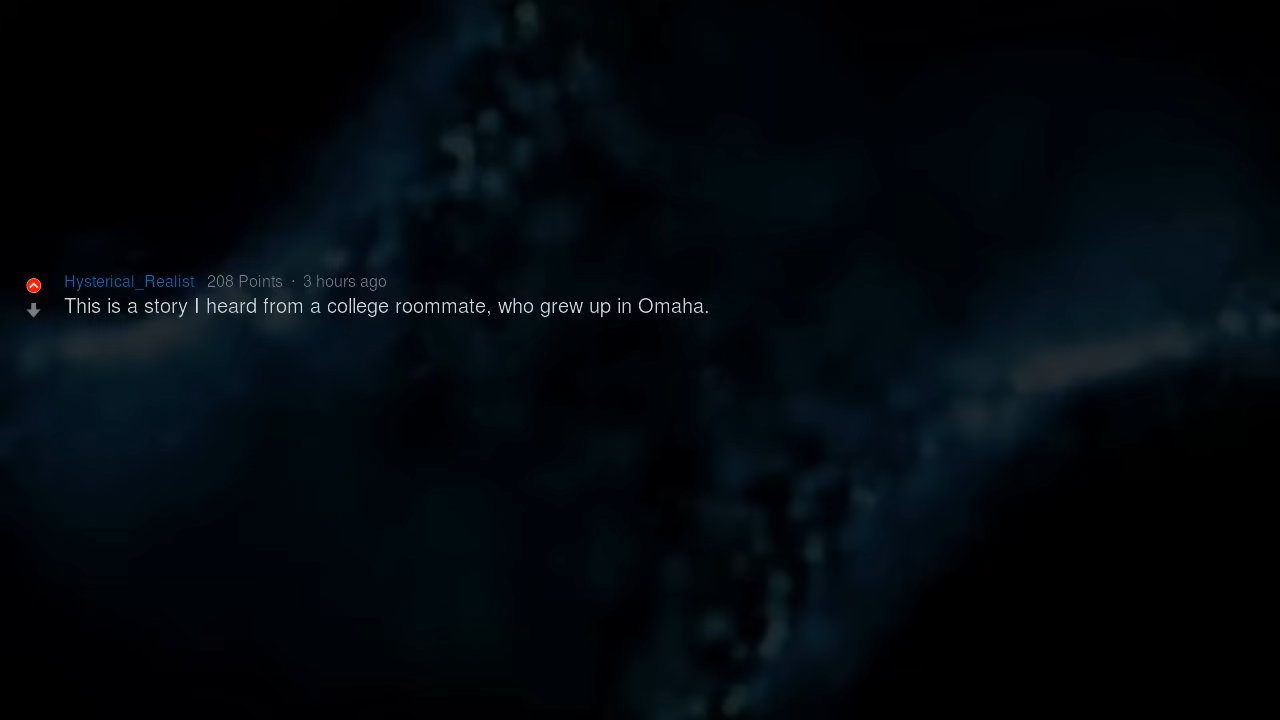 Hysterical_Realist 208 Points · 3 hours ago
This is a story I heard from a college roommate, who grew up in Omaha.